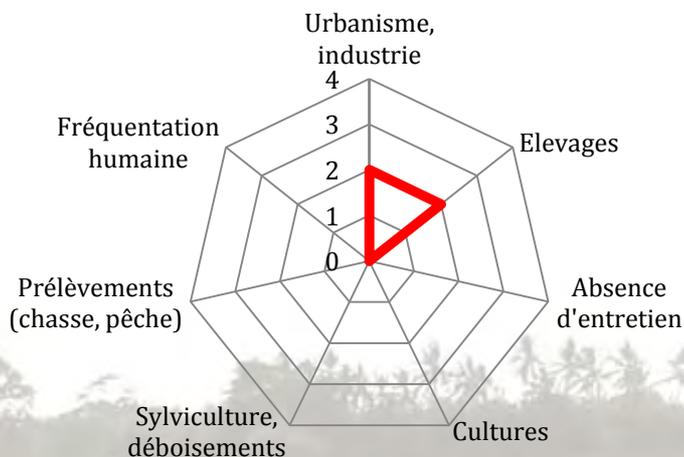 Urbanisme,
industrie
4
3
2
1
0
Elevages
Absence
d'entretien
Cultures
Sylviculture,
déboisements
Prélèvements
(chasse, pêche)
Fréquentation
humaine